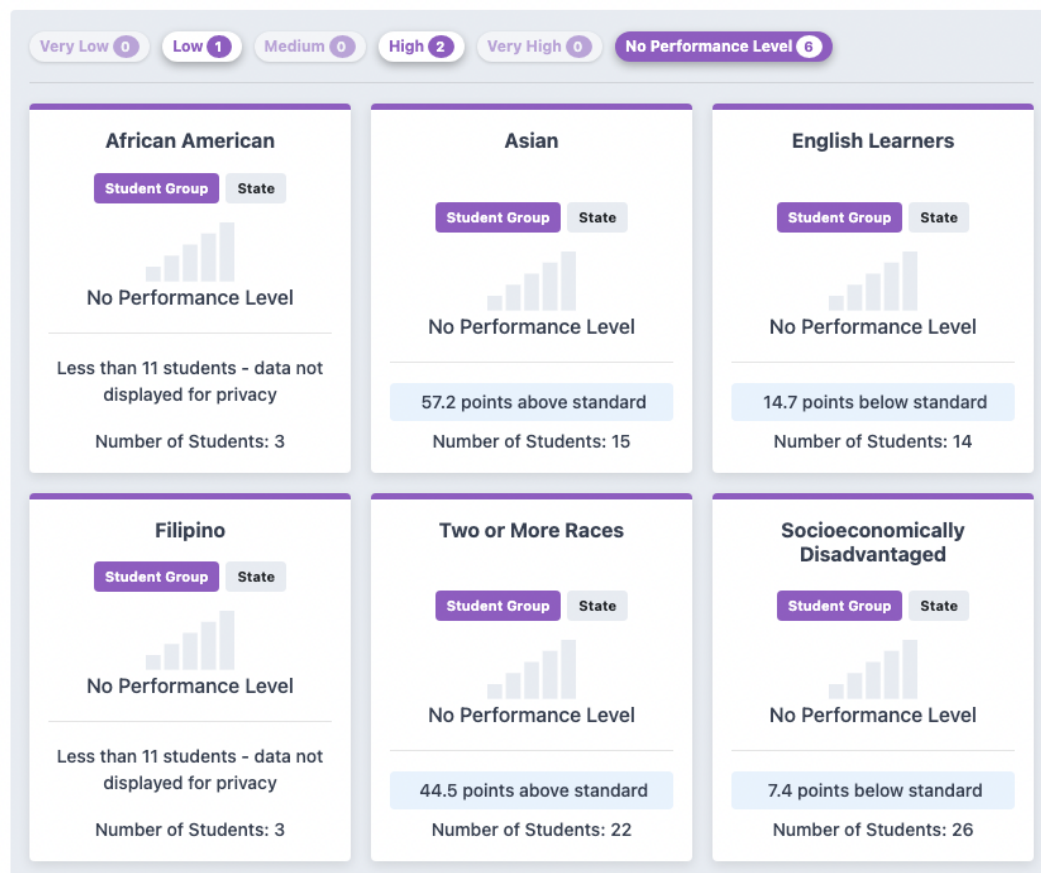 Very Low 0 Low 1 Medium 0 High 2 Very High 0 No Performance Level 6
African American
Student Group State
No Performance Level
Less than 11 students - data not
displayed for privacy
Number of Students: 3
Asian
Student Group State
No Performance Level
57.2 points above standard
Number of Students: 15
English Learners
Student Group State
No Performance Level
14.7 points below standard
Number of Students: 14
Filipino
Student Group State
No Performance Level
Less than 11 students - data not
displayed for privacy
Number of Students: 3
Two or More Races
Student Group State
No Performance Level
44.5 points above standard
Number of Students: 22
Socioeconomically
Disadvantaged
Student Group State
No Performance Level
7.4 points below standard
Number of Students: 26